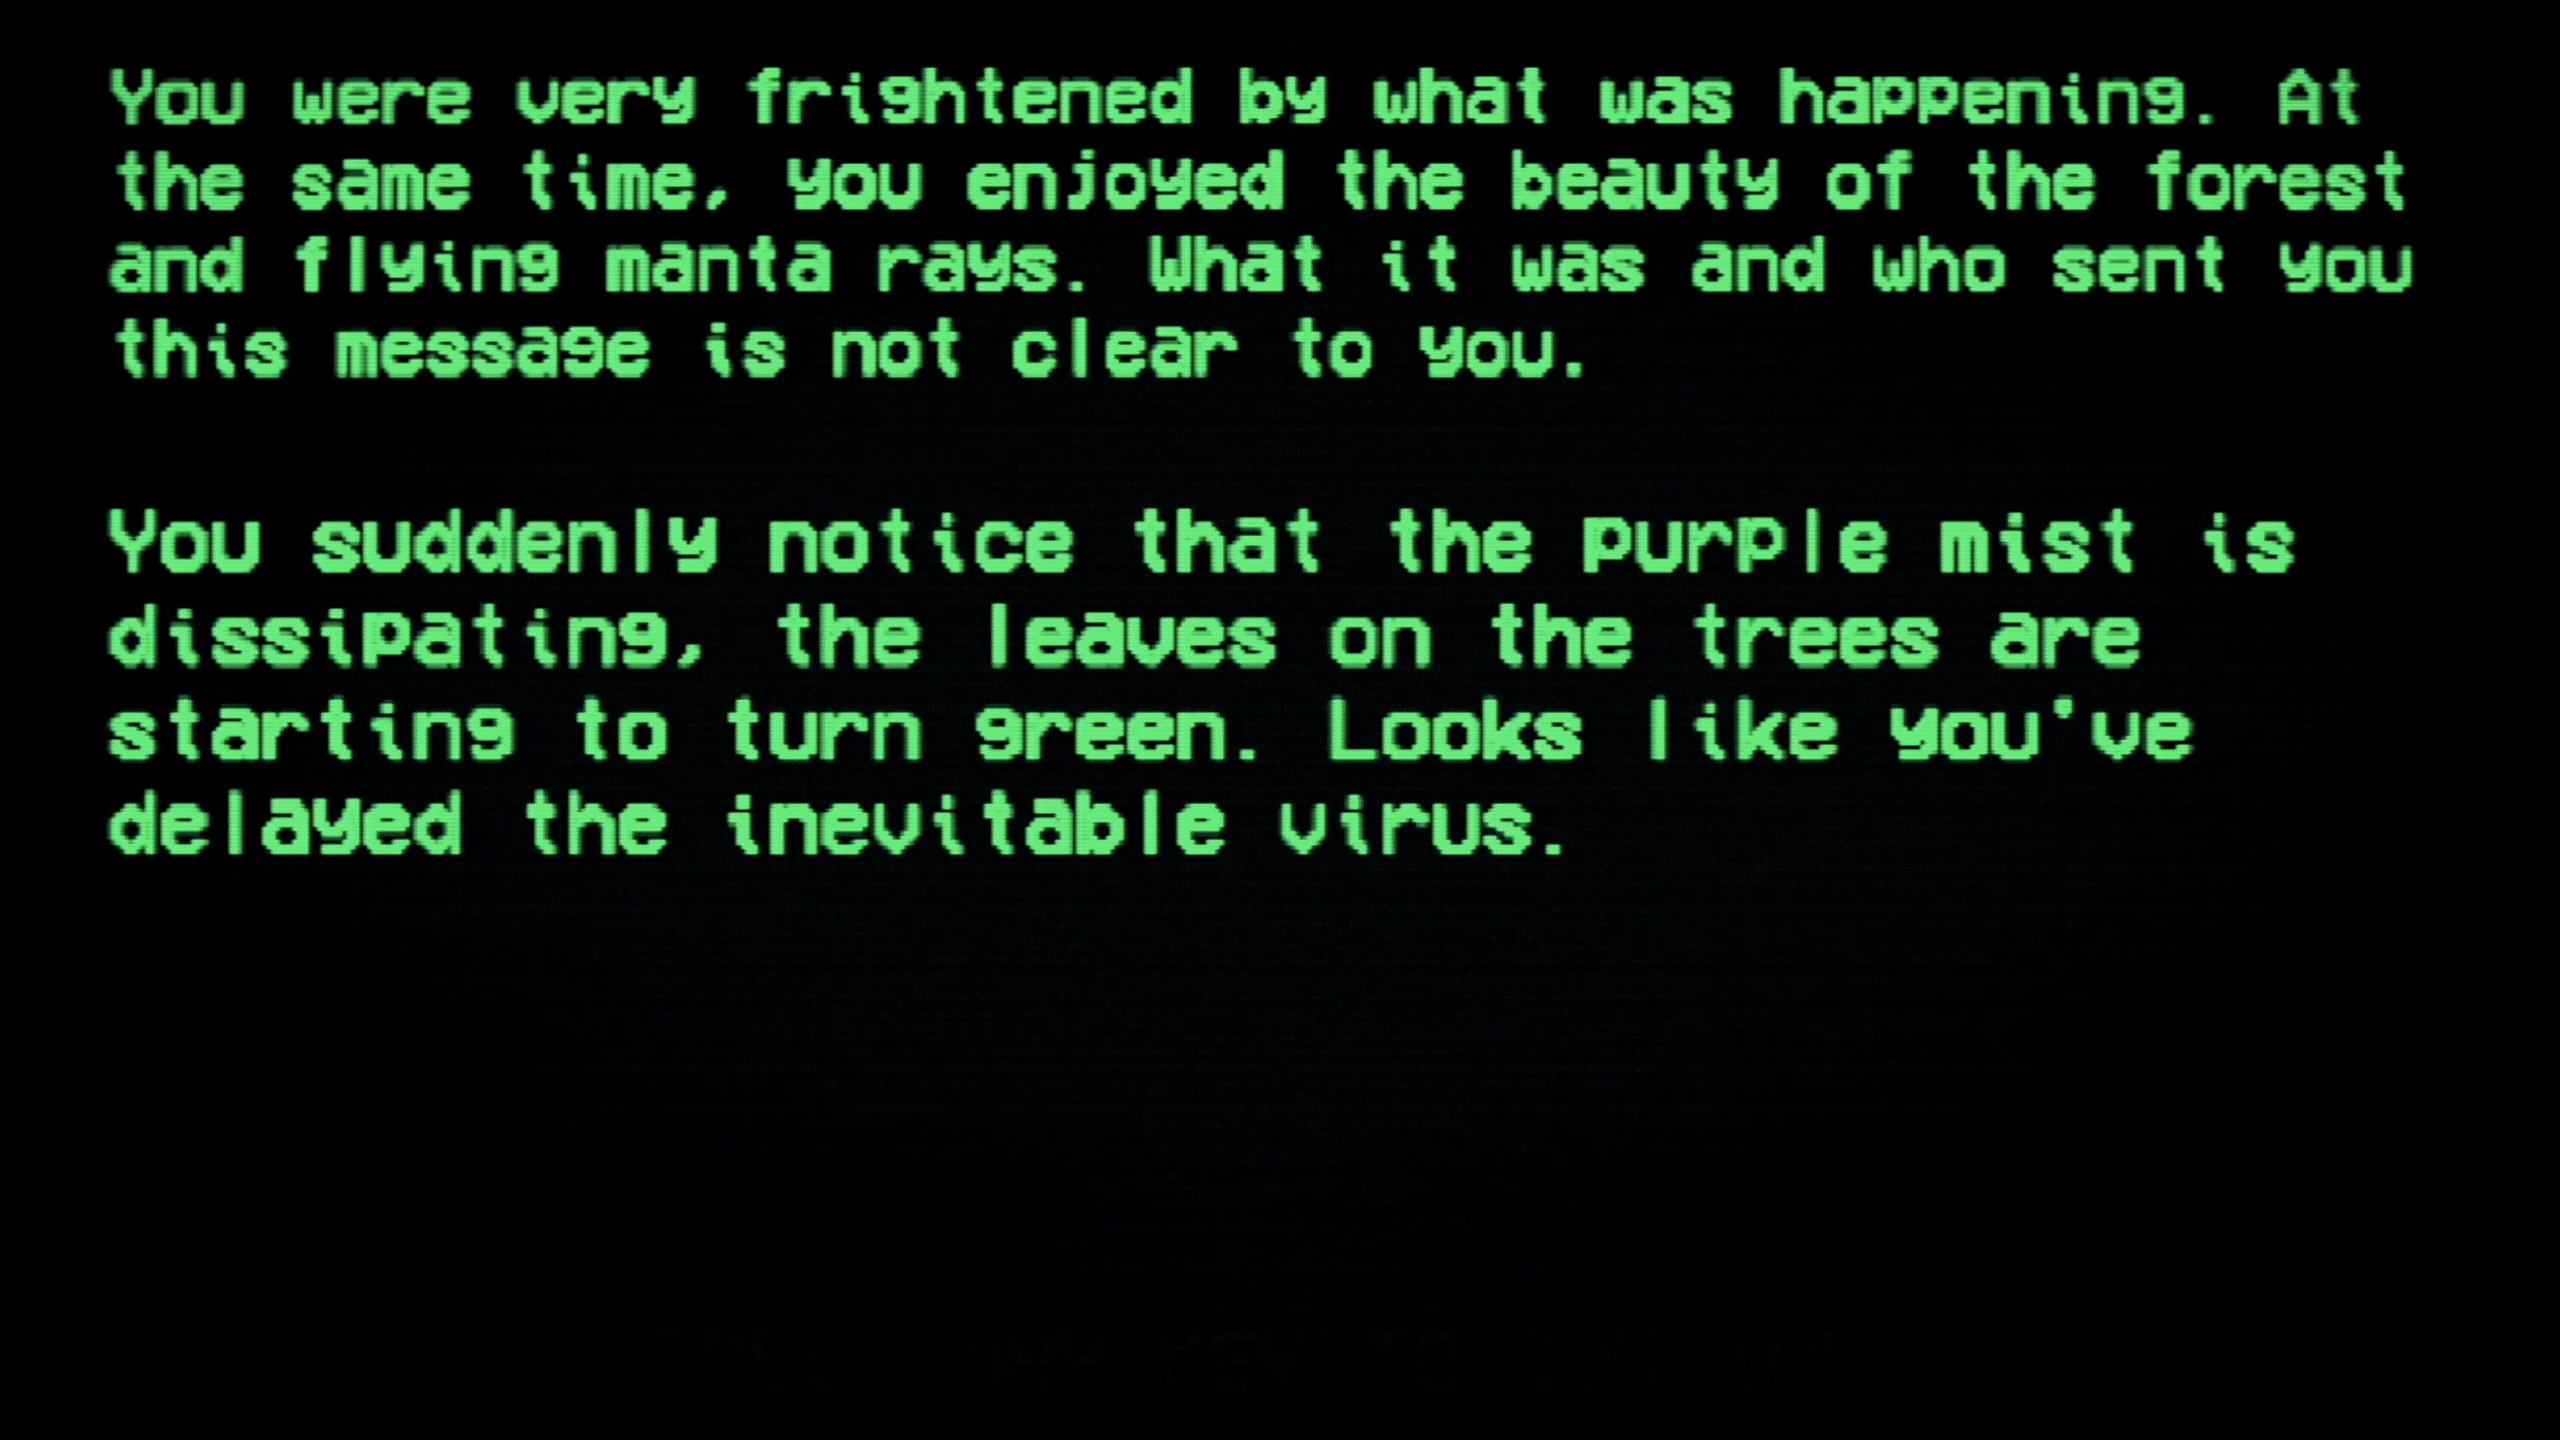 You were very frightened by what was happening. At
the same time, you enjoyed the beauty of the forest
and flying manta rays. What it was and who sent you
this message is not clear to you.
You suddenly notice that the purple mist is
dissipating, the leaves on the trees are
starting to turn green. Looks like you've
delayed the inevitable virus.